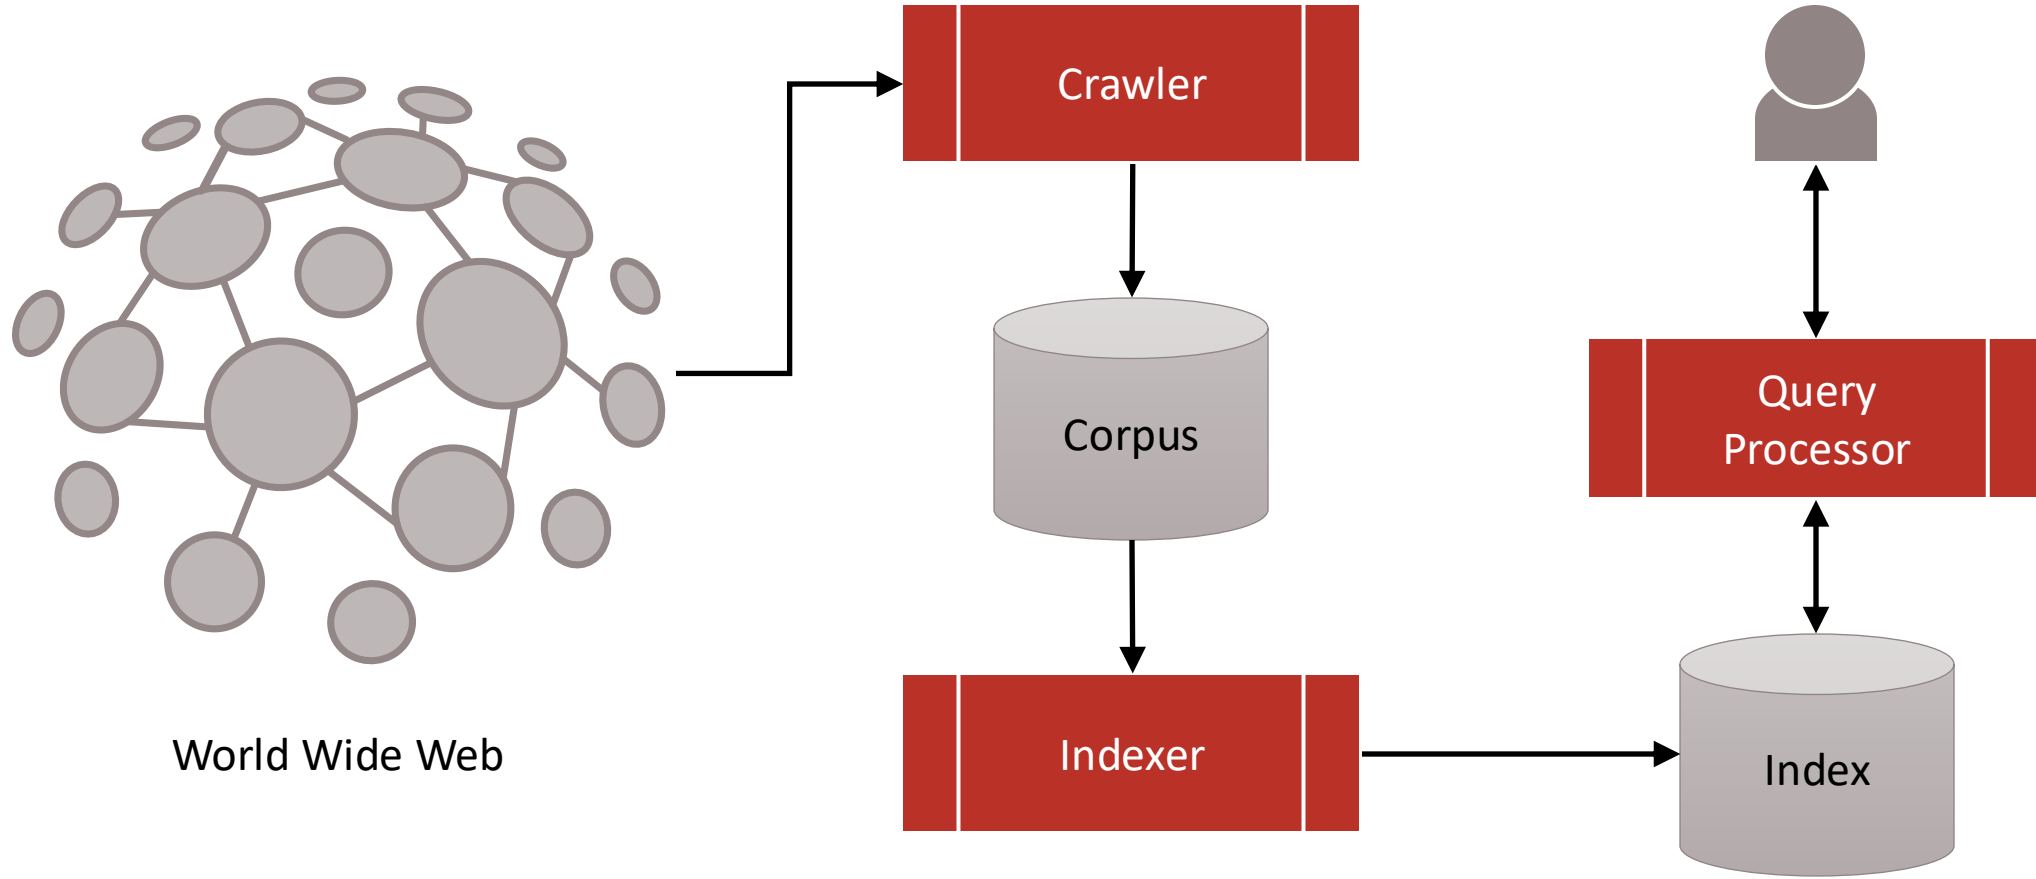 World Wide Web
Crawler
Corpus
Indexer
Query
Processor
Index